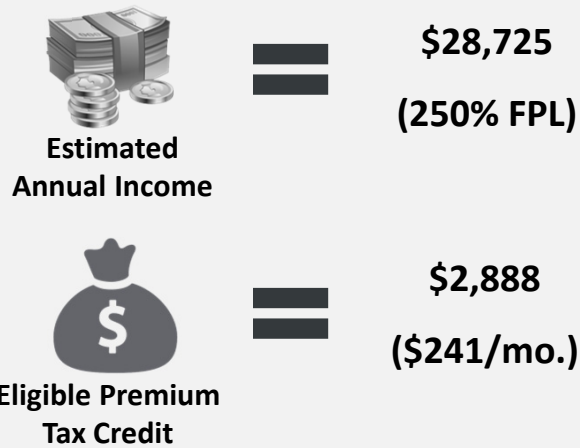 Estimated
Annual Income
$28,725
(250% FPL)
$
Eligible Premium
Tax Credit
$2,888
($241/mo.)